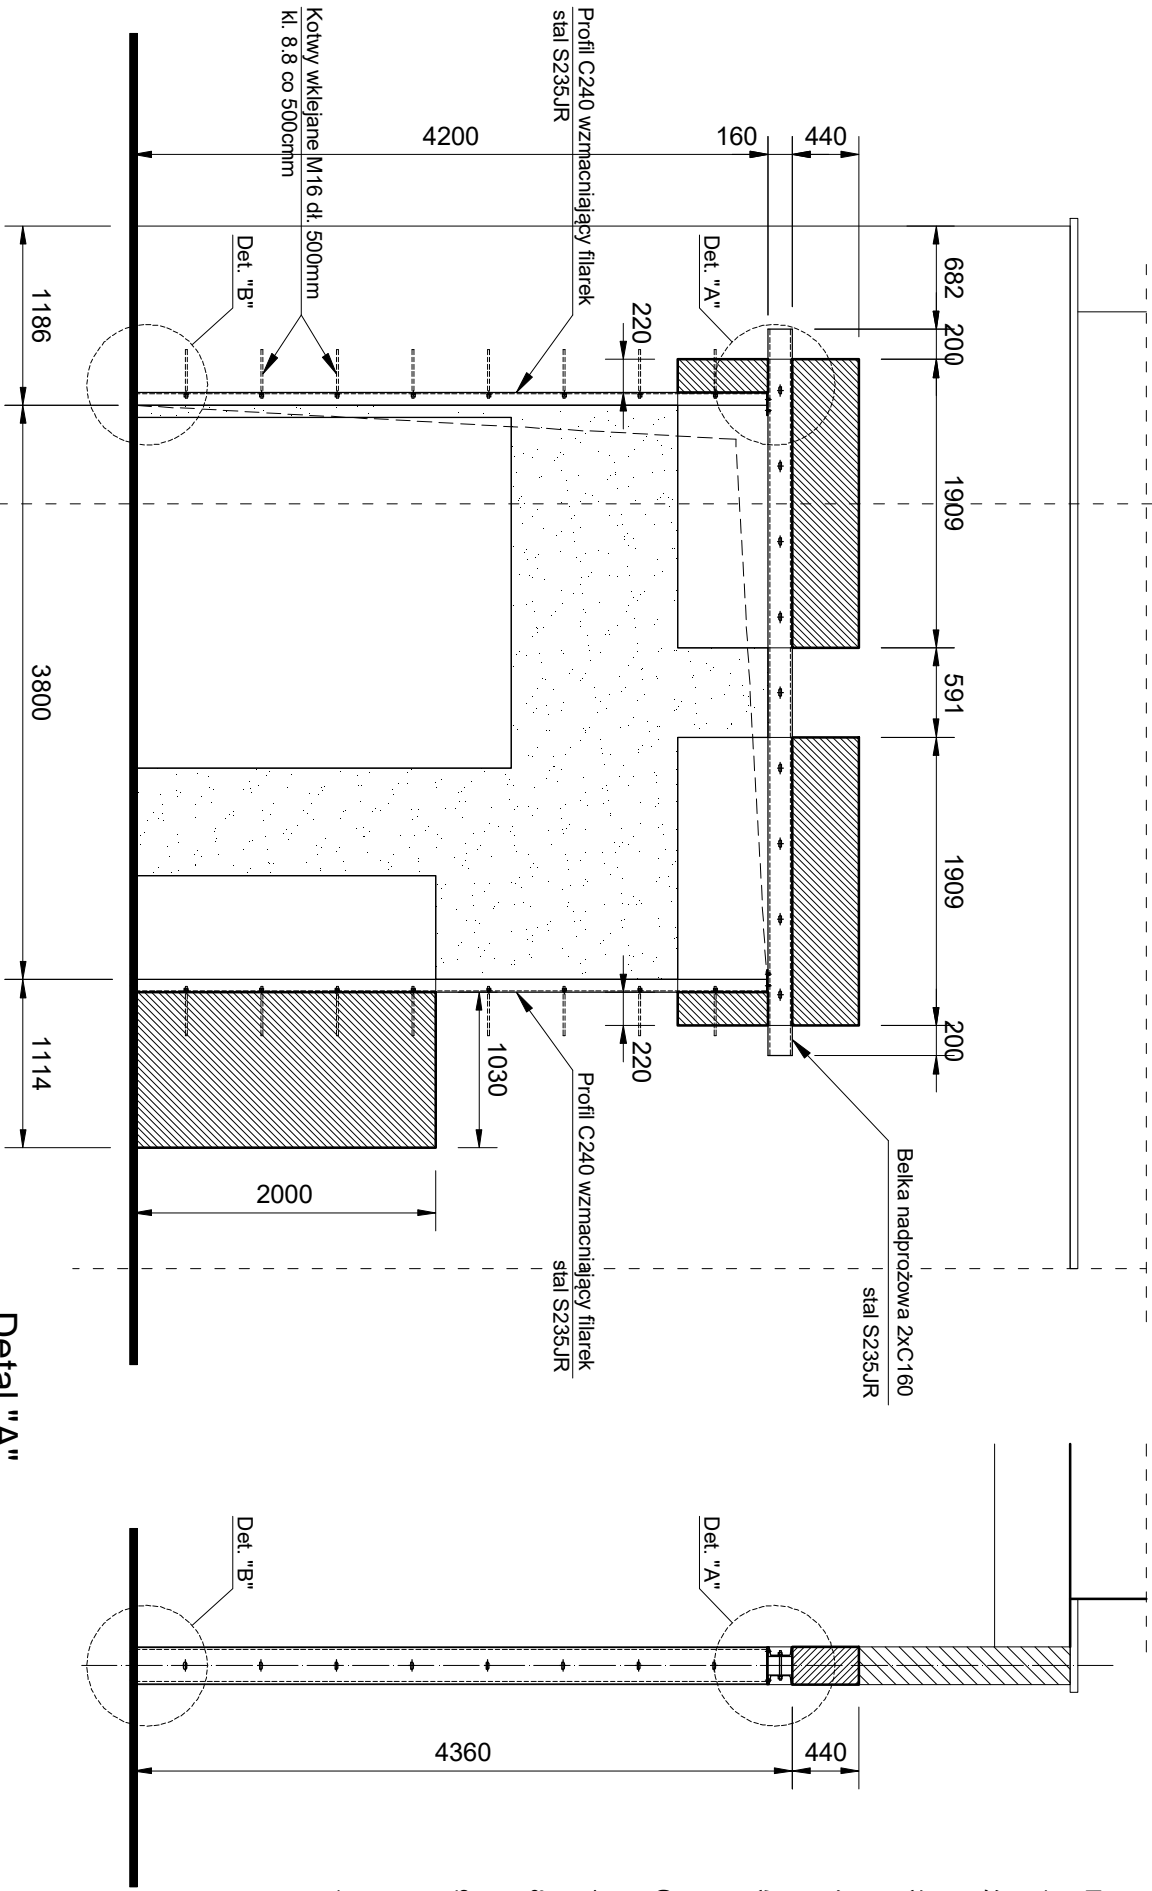 Kotwy wklejane M16 dł. 500mm
kl. 8.8 co 500cmm
Profil C240 wzmacniający filarek
stal S235JR
4200
160
440
682
200
1909
591
1909
200
Det. "A"
Det. "B"
220
220
1030
1186
3800
1114
2000
Profil C240 wzmacniający filarek
stal S235JR
Belka nadprożowa 2xC160
stal S235JR
Detal "A"
Det. "A"
Det. "B"
4360
440